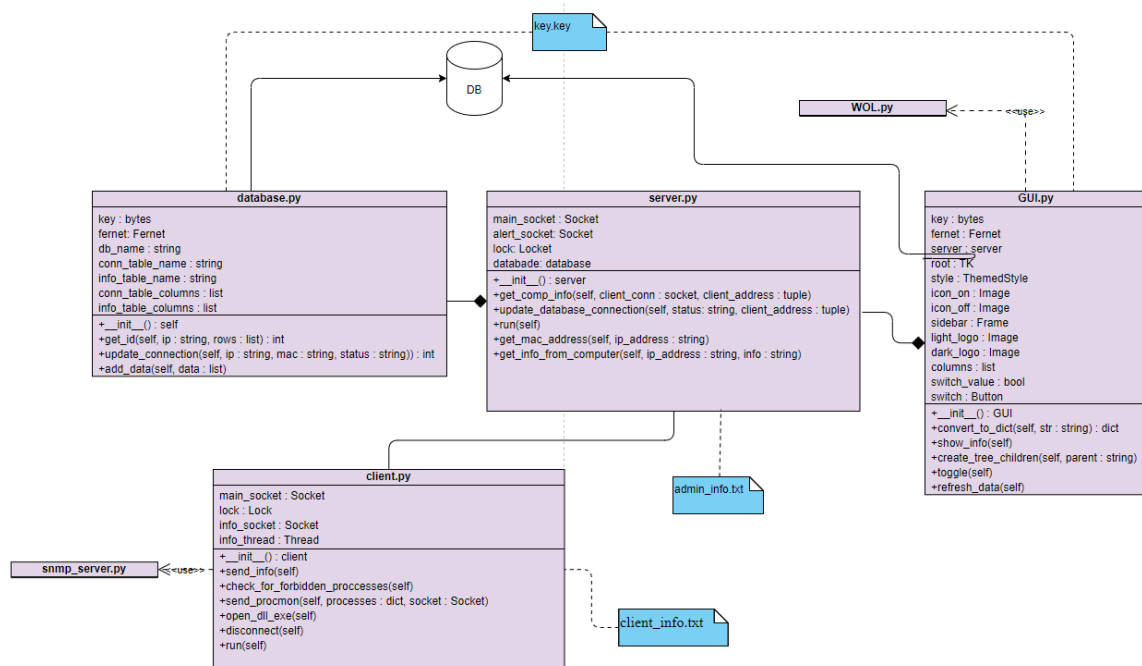 key.key
DB
WOL.py
<<use>>
database.py
key : bytes
fernet: Fernet
db_name : string
conn_table_name : string
info_table_name : string
conn_table_columns : list
info_table_columns : list
+__init__() : self
+get_id(self, ip : string, rows : list) : int
+update_connection(self, ip : string, mac : string, status : string)) : int
+add_data(self, data : list)
server.py
main_socket : Socket
alert_socket: Socket
lock: Locket
databade: database
+__init__() : server
+get_comp_info(self, client_conn : socket, client_address : tuple)
+update_database_connection(self, status: string, client_address : tuple)
+run(self)
+get_mac_address(self, ip_address : string)
+get_info_from_computer(self, ip_address : string, info : string)
GUI.py
key : bytes
fernet : Fernet
server : server
root : TK
style : ThemedStyle
icon_on : Image
icon_off : Image
sidebar : Frame
light_logo : Image
dark_logo : Image
columns : list
switch_value : bool
switch : Button
+__init__() : GUI
+convert_to_dict(self, str : string) : dict
+show_info(self)
+create_tree_children(self, parent : string)
+toggle(self)
+refresh_data(self)
client.py
main_socket : Socket
lock : Lock
info_socket : Socket
info_thread : Thread
+__init__() : client
+send_info(self)
+check_for_forbidden_proccesses(self)
+send_procmon(self, processes : dict, socket : Socket)
+open_dll_exe(self)
+disconnect(self)
+run(self)
admin_info.txt
snmp_server.py
<<use>>
client_info.txt